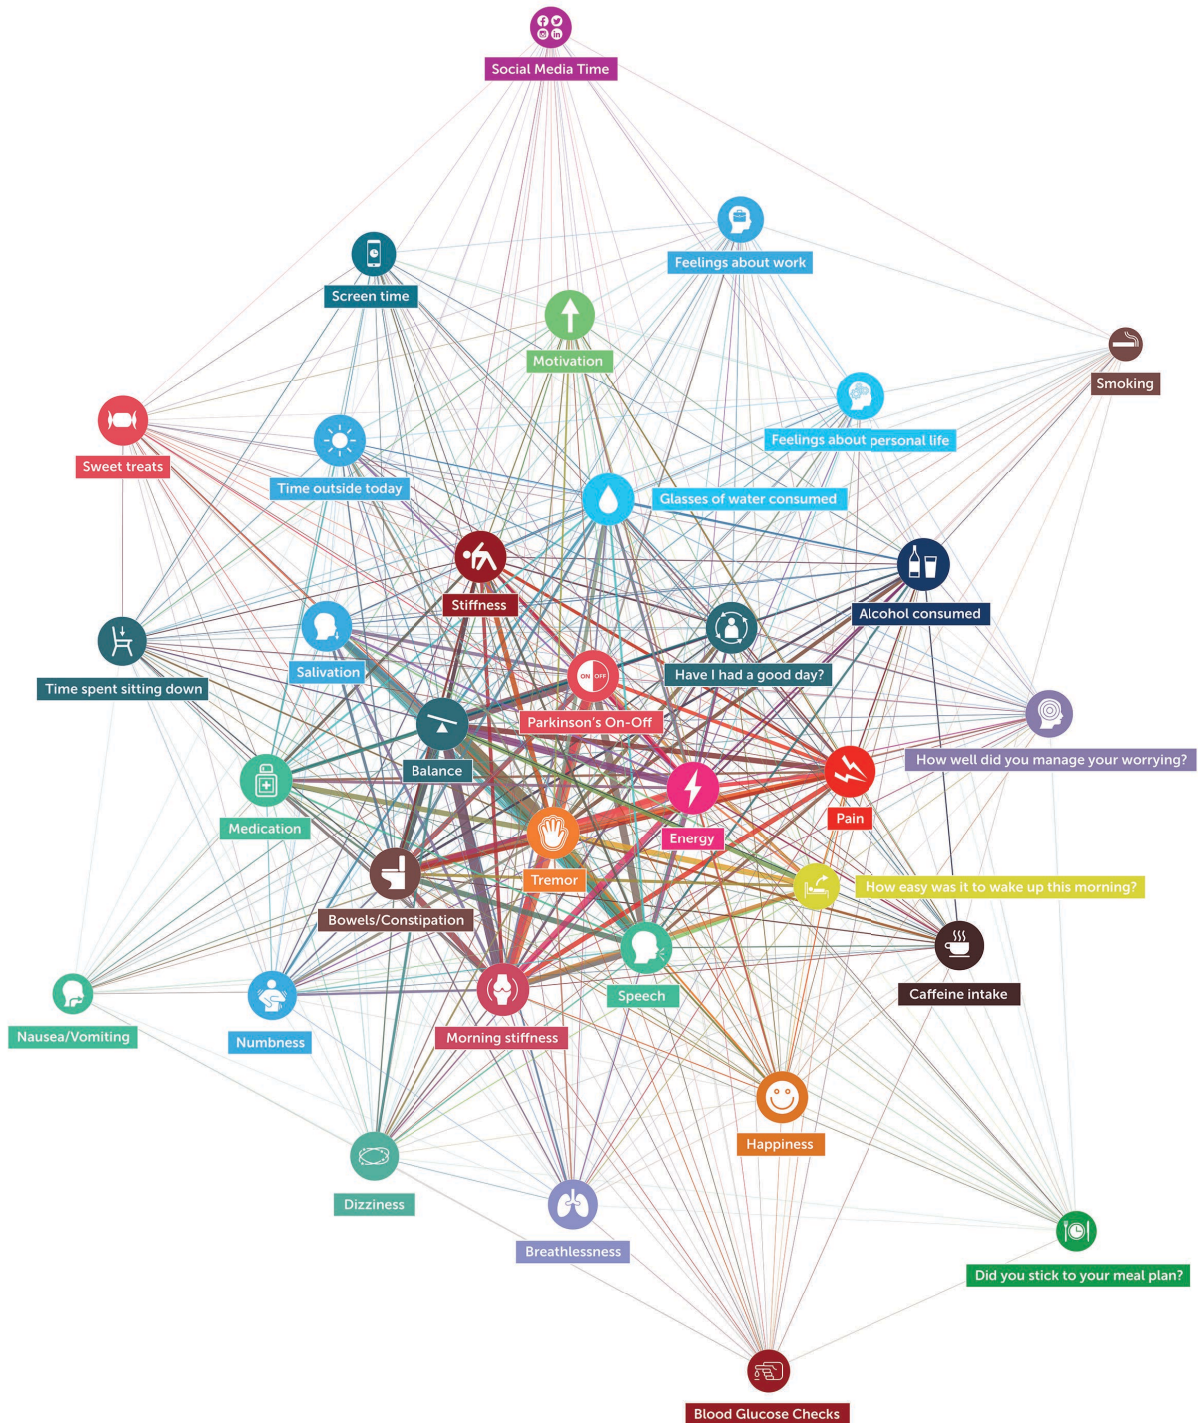 Social Media Time
Feelings about work
Screen time
Motivation
Smoking
Feelings about personal life
Sweet treats
Time outside today
Glasses of water consumed
Stiffness
Alcohol consumed
Salivation
Have I had a good day?
Time spent sitting down
ON OFF
Parkinson's On-Off
How well did you manage your worrying?
Balance
Pain
Medication
Energy
Tremor
How easy was it to wake up this morning?
Bowels/Constipation
Speech
Caffeine intake
Nausea/Vomiting
Numbness
Morning stiffness
Happiness
Dizziness
Breathlessness
Did you stick to your meal plan?
Blood Glucose Checks